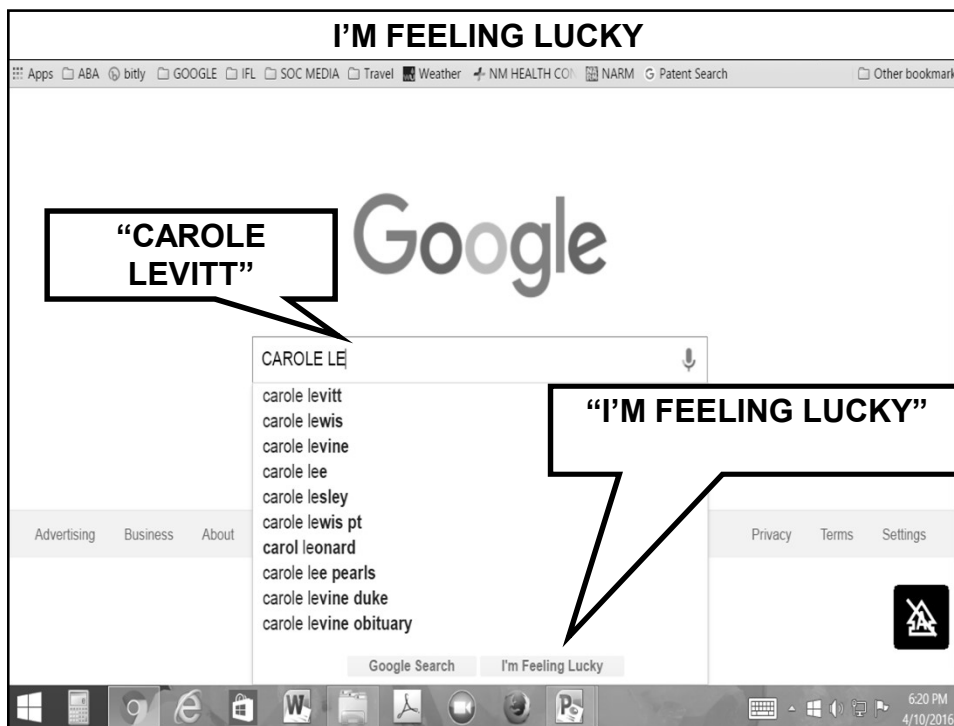 I'M FEELING LUCKY
Apps ABA bitly GOOGLE IFL SOC MEDIA Travel Weather NM HEALTH CON NARM G Patent Search Other bookmark
“CAROLE
LEVITT”
Google
CAROLE LE
carole levitt
carole lewis
carole levine
carole lee
carole lesley
carole lewis pt
carol leonard
carole lee pearls
carole levine duke
carole levine obituary
“I'M FEELING LUCKY”
Advertising Business About Privacy Terms Settings
Google Search I'm Feeling Lucky
6:20 PM
4/10/2016